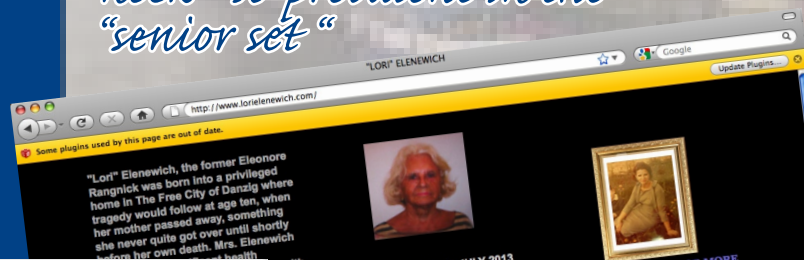 "senior set "
"LORI" ELENEWICH
http://www.lorielenewich.com/
Google
Some plugins used by this page are out of date.
Update Plugins...
"Lori" Elenewich, the former Eleonore
Rangnick was born into a privileged
home in The Free City of Danzig where
tragedy would follow at age ten, when
her mother passed away, something
she never quite got over until shortly
before her own death. Mrs. Elenewich
health
2013
MORE